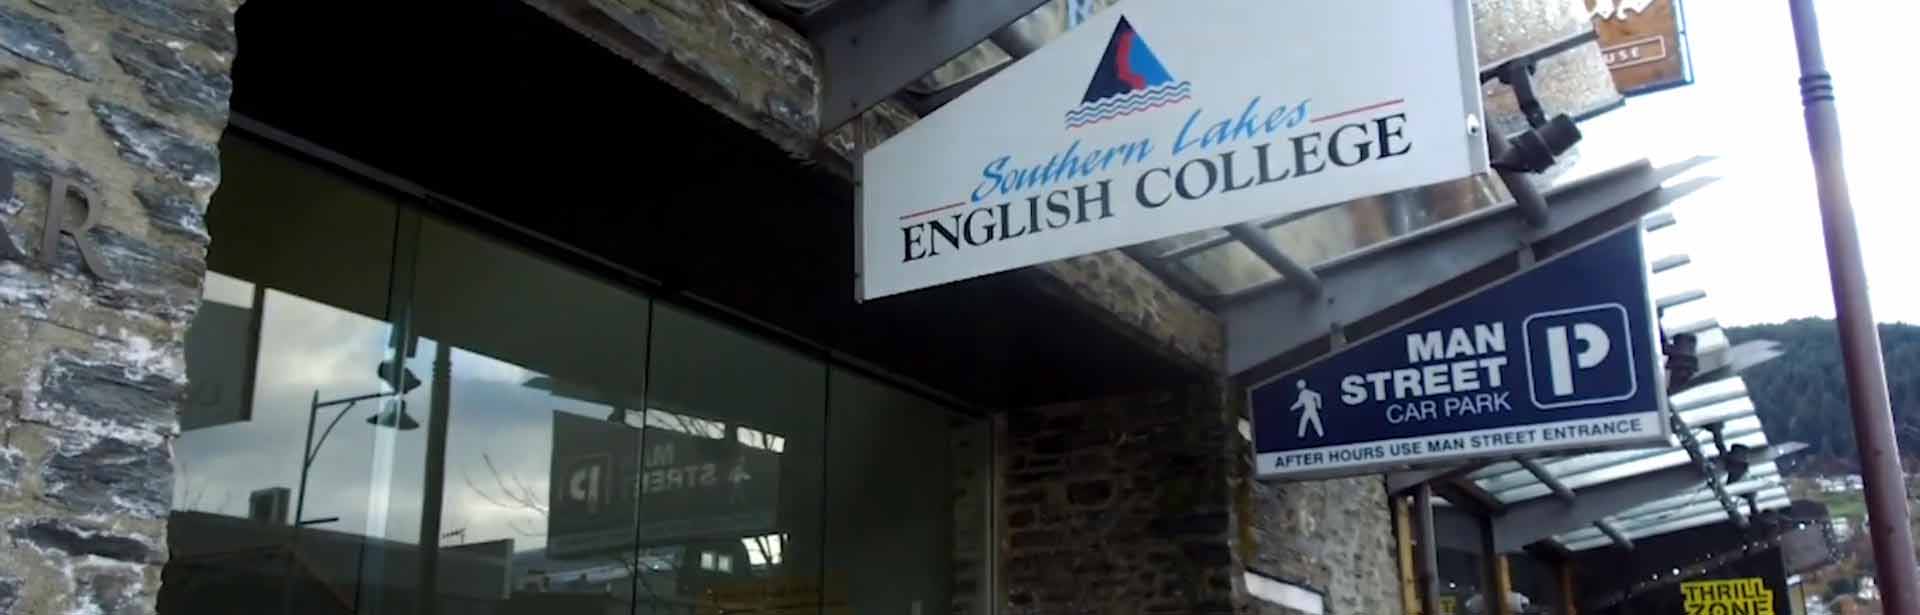 Southern Lakes
ENGLISH COLLEGE
MAN
STREET
CAR PARK
P
AFTER HOURS USE MAN STREET ENTRANCE
THRILL
ZONE